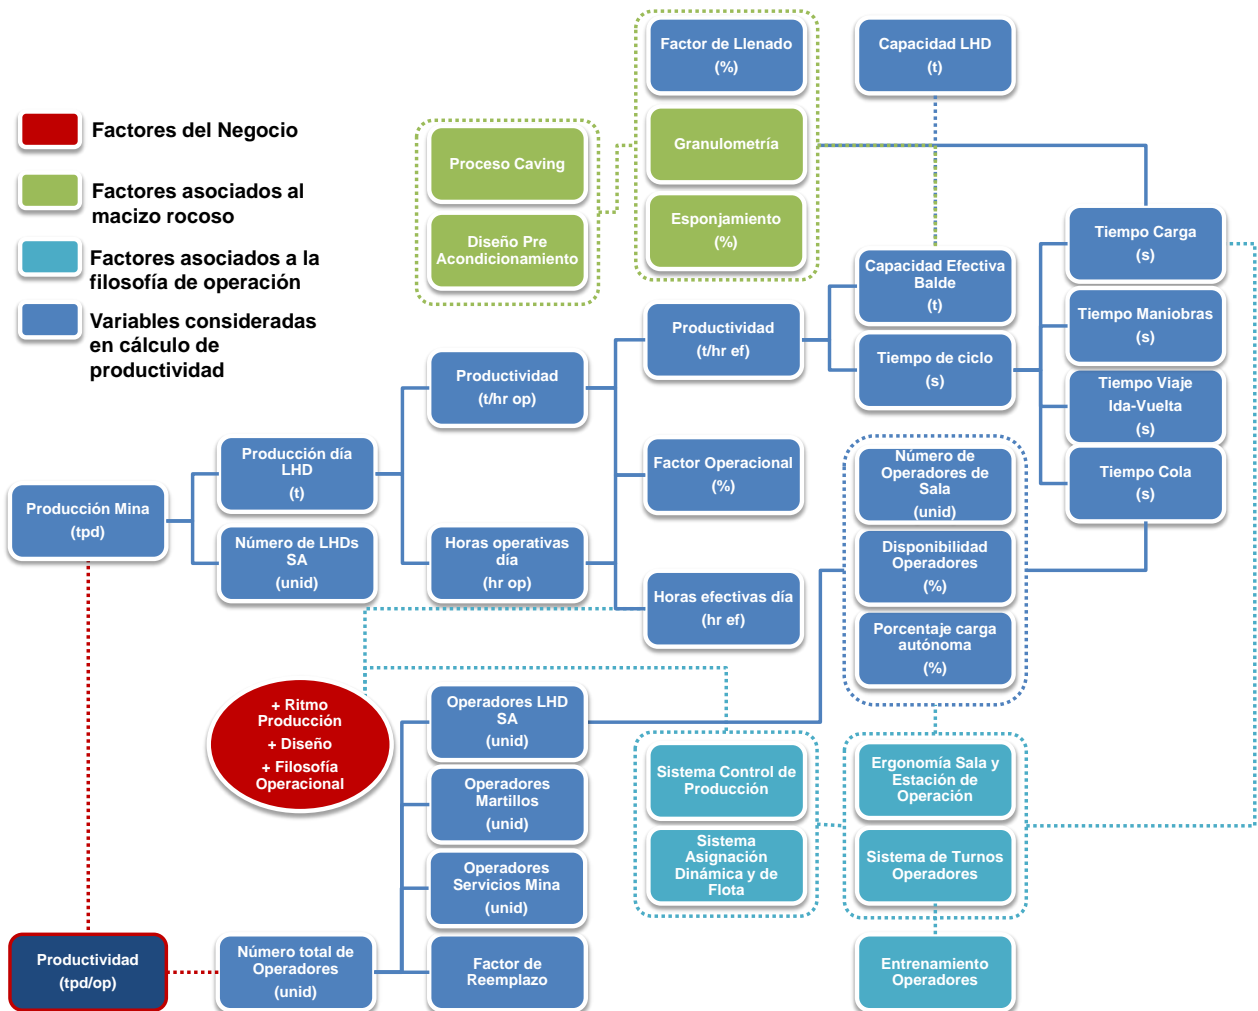 Factores del Negocio
Factores asociados al
macizo rocoso
Factores asociados a la
filosofía de operación
Variables consideradas
en cálculo de
productividad
Proceso Caving
Diseño Pre
Acondicionamiento
Factor de Llenado
(%)
Granulometría
Esponjamiento
(%)
Capacidad LHD
(t)
Capacidad Efectiva
Balde
(t)
Tiempo de ciclo
(s)
Tiempo Carga
(s)
Tiempo Maniobras
(s)
Tiempo Viaje
Ida-Vuelta
(s)
Tiempo Cola
(s)
Productividad
(t/hr ef)
Productividad
(t/hr op)
Factor Operacional
(%)
Horas efectivas día
(hr ef)
Producción día
LHD
(t)
Horas operativas
día
(hr op)
Producción Mina
(tpd)
Número de LHDs
SA
(unid)
Número de
Operadores de
Sala
(unid)
Disponibilidad
Operadores
(%)
Porcentaje carga
autónoma
(%)
+ Ritmo
Producción
+ Diseño
+ Filosofía
Operacional
Operadores LHD
SA
(unid)
Operadores
Martillos
(unid)
Operadores
Servicios Mina
(unid)
Factor de
Reemplazo
Sistema Control de
Producción
Sistema
Asignación
Dinámica y de
Flota
Ergonomía Sala y
Estación de
Operación
Sistema de Turnos
Operadores
Entrenamiento
Operadores
Productividad
(tpd/op)
Número total de
Operadores
(unid)